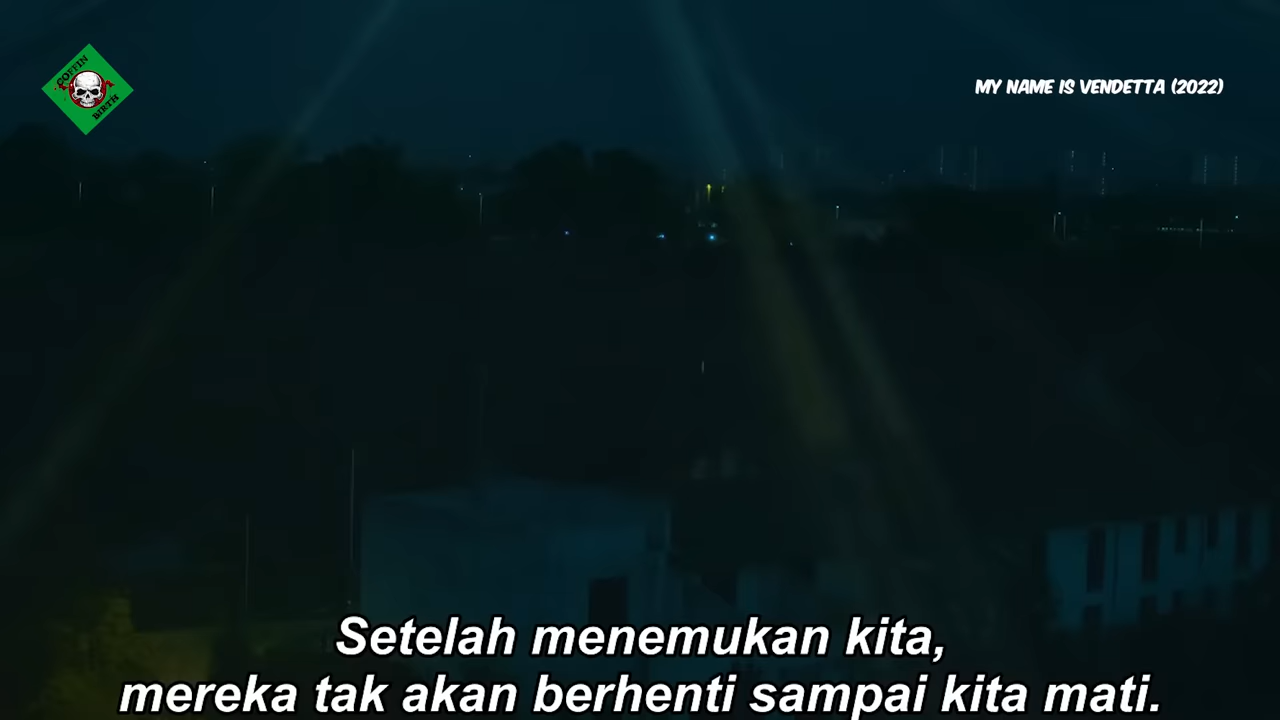 COFFIN
BIRTH
MY NAME IS VENDETTA (2022)
Setelah menemukan kita,
mereka tak akan berhenti sampai kita mati.